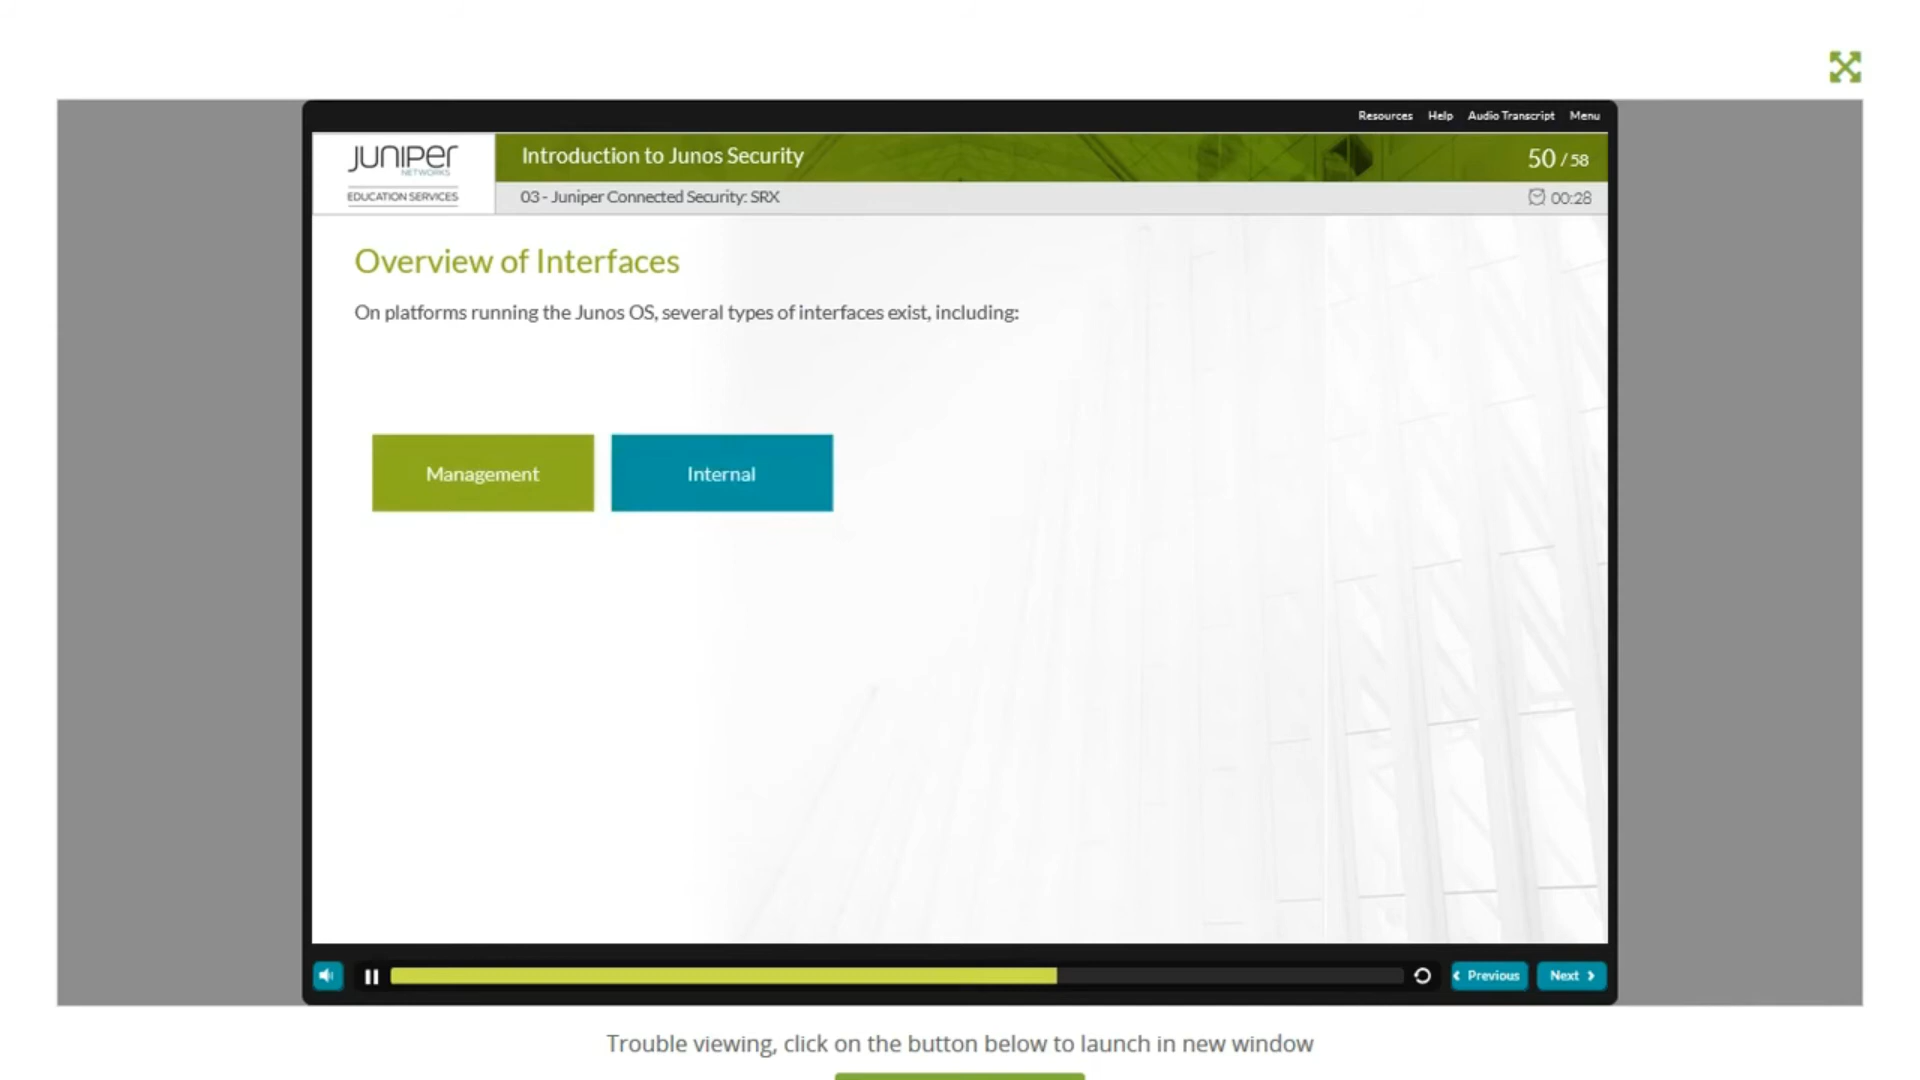 Resources Help Audio Transcript Menu
JUNIPER
NETWORKS
EDUCATION SERVICES
Introduction to Junos Security
50 / 58
03 - Juniper Connected Security: SRX
00:28
Overview of Interfaces
On platforms running the Junos OS, several types of interfaces exist, including:
Management
Internal
Previous
Next
Trouble viewing, click on the button below to launch in new window